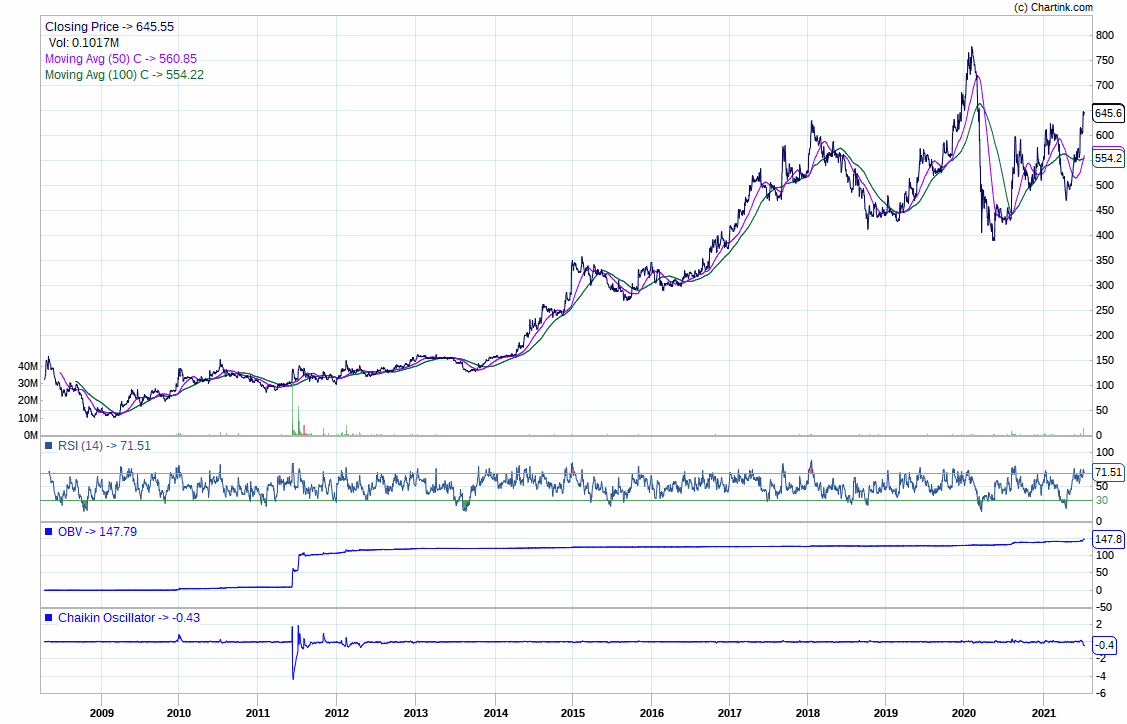 (c) Chartink.com
Closing Price -> 645.55
Vol: 0.1017M
Moving Avg (50) C -> 560.85
Moving Avg (100) C -> 554.22
800
750
700
645.6
600
554.2
500
450
400
350
300
250
200
150
100
50
0
40M
30M
20M
10M
0M
RSI (14) -> 71.51
100
71.51
50
30
0
OBV -> 147.79
147.8
100
50
0
-50
Chaikin Oscillator -> -0.43
2
-0.4
-2
-4
-6
2009 2010 2011 2012 2013 2014 2015 2016 2017 2018 2019 2020 2021